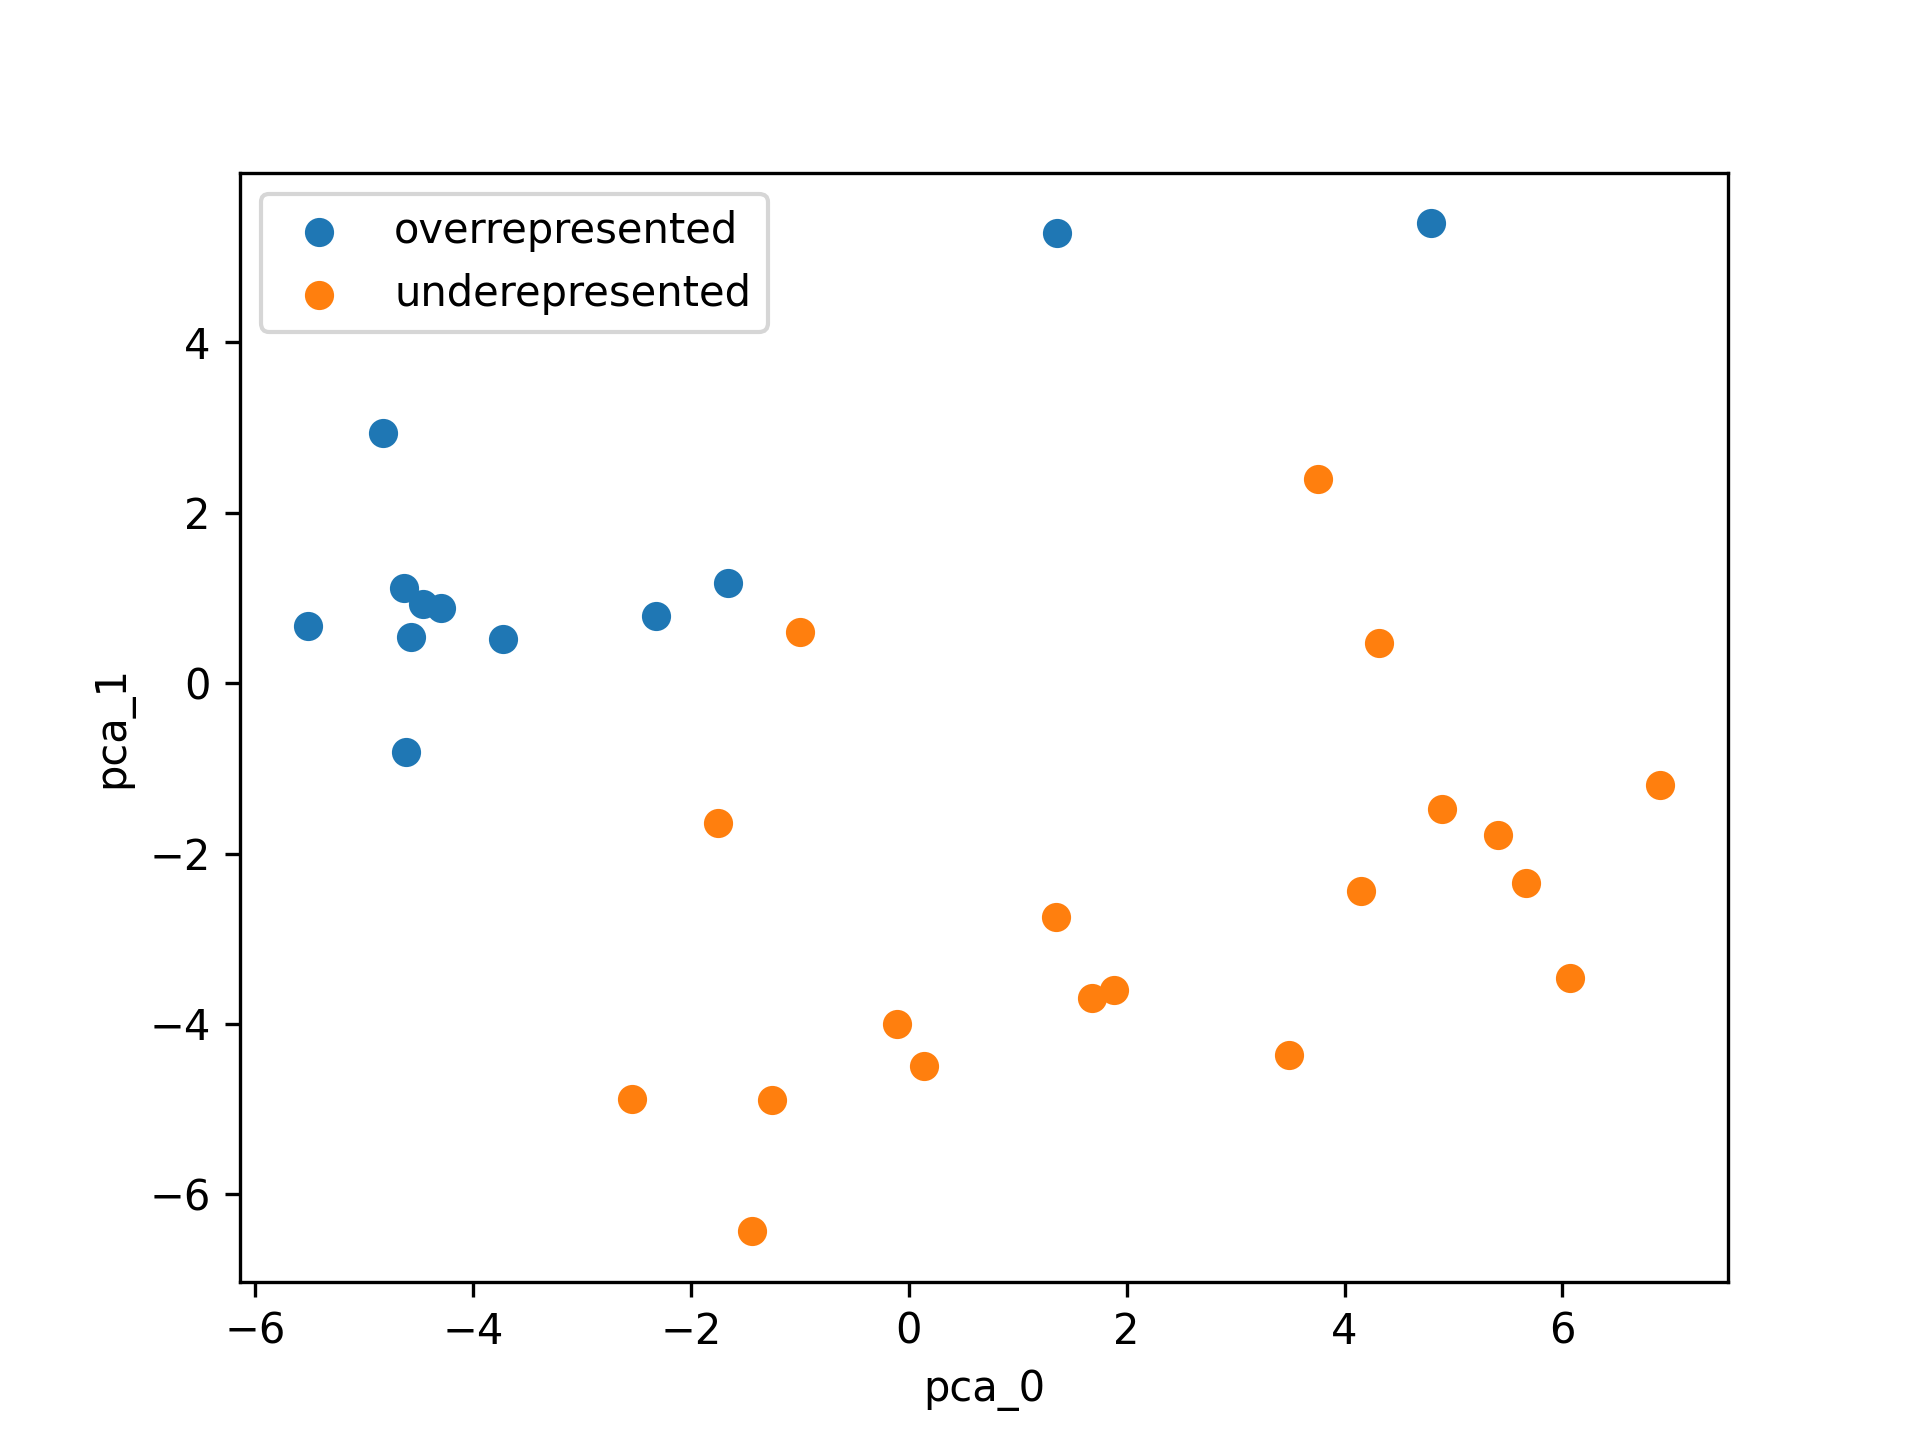 overrepresented
underepresented
4
2
0
−2
−4
−6
pca_1
−6 −4 −2 0 2 4 6
pca_0